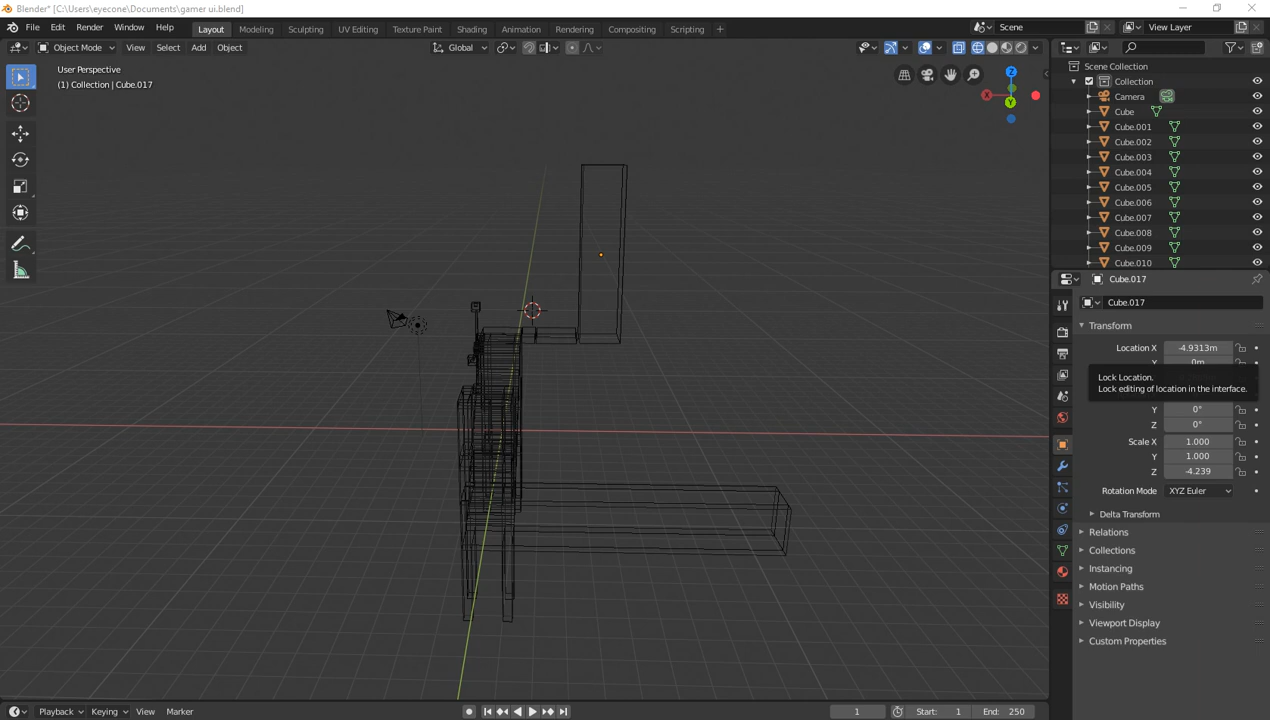 Blender* [C:\Users\eyecone\Documents\gamer ui.blend]
File Edit Render Window Help Layout Modeling Sculpting UV Editing Texture Paint Shading Animation Rendering Compositing Scripting + Scene View Layer
Object Mode View Select Add Object Global
User Perspective
(1) Collection | Cube.017
Z
X
Y
Scene Collection
Collection
Camera
Cube
Cube.001
Cube.002
Cube.003
Cube.004
Cube.005
Cube.006
Cube.007
Cube.008
Cube.009
Cube.010
Cube.017
Cube.017
Transform
Location X -4.9313m
0m
Lock Location.
Lock editing of location in the interface.
Y 0°
Z 0°
Scale X 1.000
Y 1.000
Z -4.239
Rotation Mode XYZ Euler
Delta Transform
Relations
Collections
Instancing
Motion Paths
Visibility
Viewport Display
Custom Properties
Playback Keying View Marker 1 Start: 1 End: 250